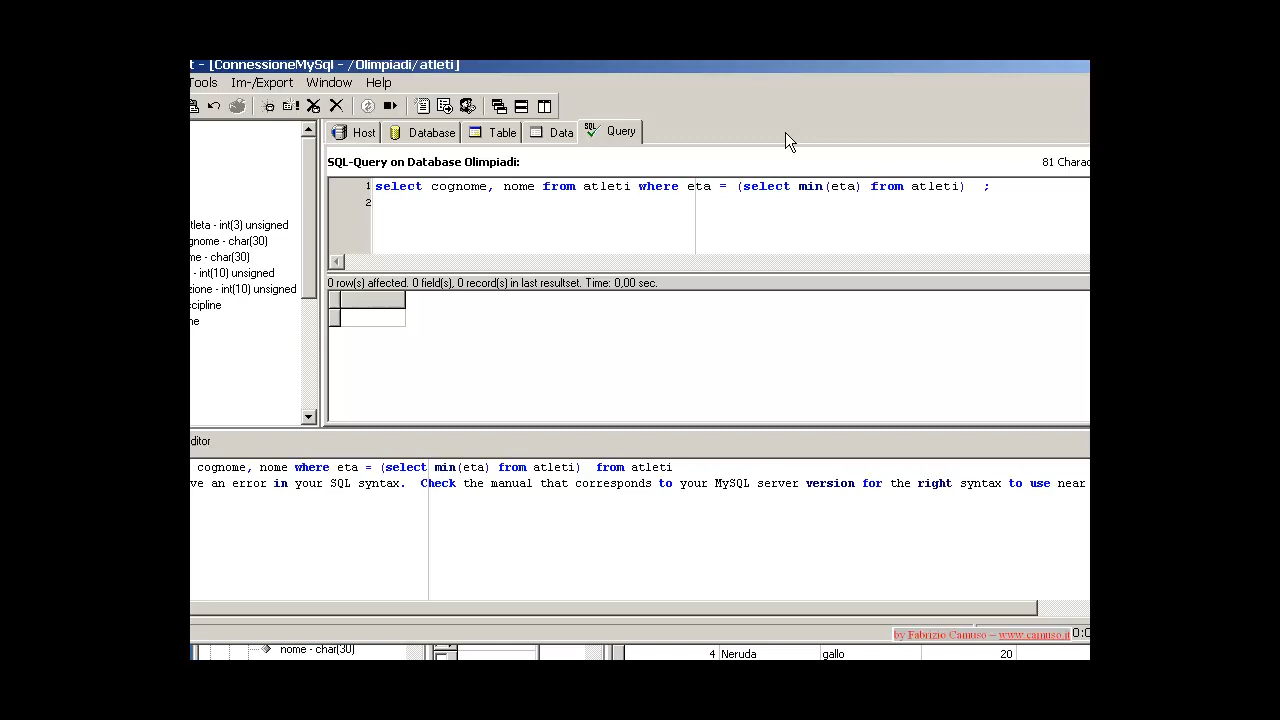 t - [ConnessioneMySql - /Olimpiadi/atleti]
Tools Im-/Export Window Help
Host Database Table Data SQL Query
SQL-Query on Database Olimpiadi:
81 Charac
1 select cognome, nome from atleti where eta = (select min(eta) from atleti) ;
2
tleta - int(3) unsigned
gnome - char(30)
me - char(30)
- int(10) unsigned
zione - int(10) unsigned
scipline
ne
0 row(s) affected. 0 field(s), 0 record(s) in last resultset. Time: 0,00 sec.
ditor
cognome, nome where eta = (select min(eta) from atleti) from atleti
ve an error in your SQL syntax. Check the manual that corresponds to your MySQL server version for the right syntax to use near
by Fabrizio Camuso – www.camuso.it
0:0
nome - char(30)
4 Neruda gallo 20